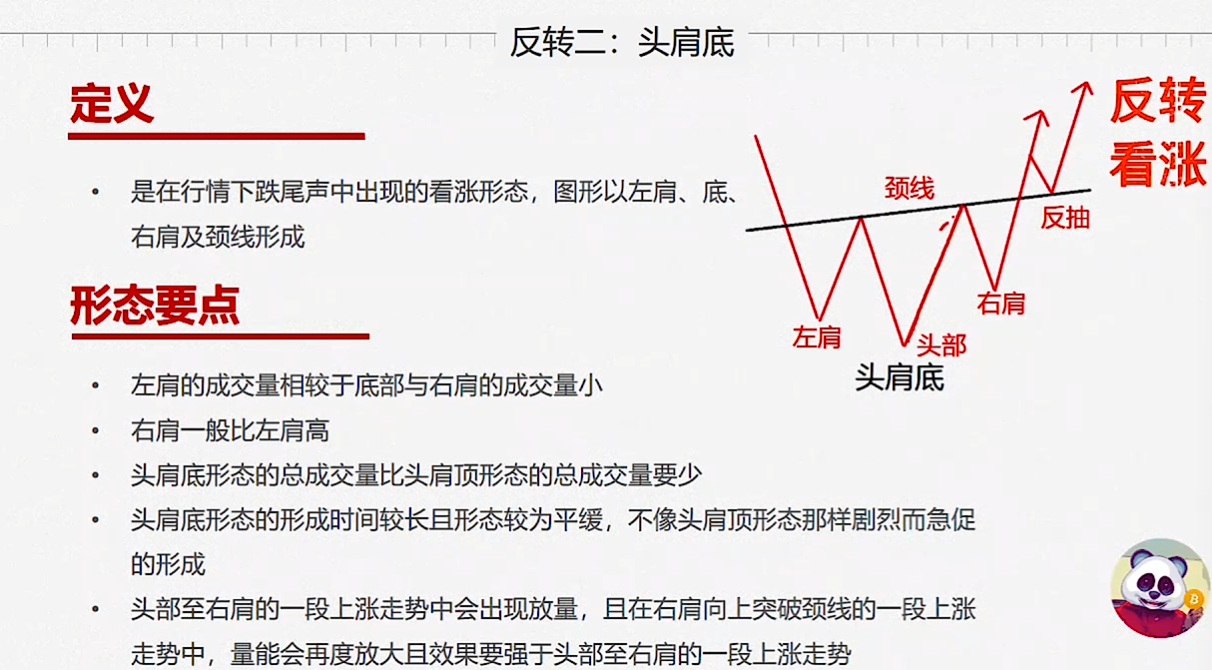 反转二：头肩底
定义
是在行情下跌尾声中出现的看涨形态，图形以左肩、底、
右肩及颈线形成
反转
看涨
颈线
反抽
右肩
左肩
头部
头肩底
形态要点
左肩的成交量相较于底部与右肩的成交量小
右肩一般比左肩高
头肩底形态的总成交量比头肩顶形态的总成交量要少
头肩底形态的形成时间较长且形态较为平缓，不像头肩顶形态那样剧烈而急促
的形成
头部至右肩的一段上涨走势中会出现放量，且在右肩向上突破颈线的一段上涨
走势中，量能会再度放大且效果要强于头部至右肩的一段上涨走势